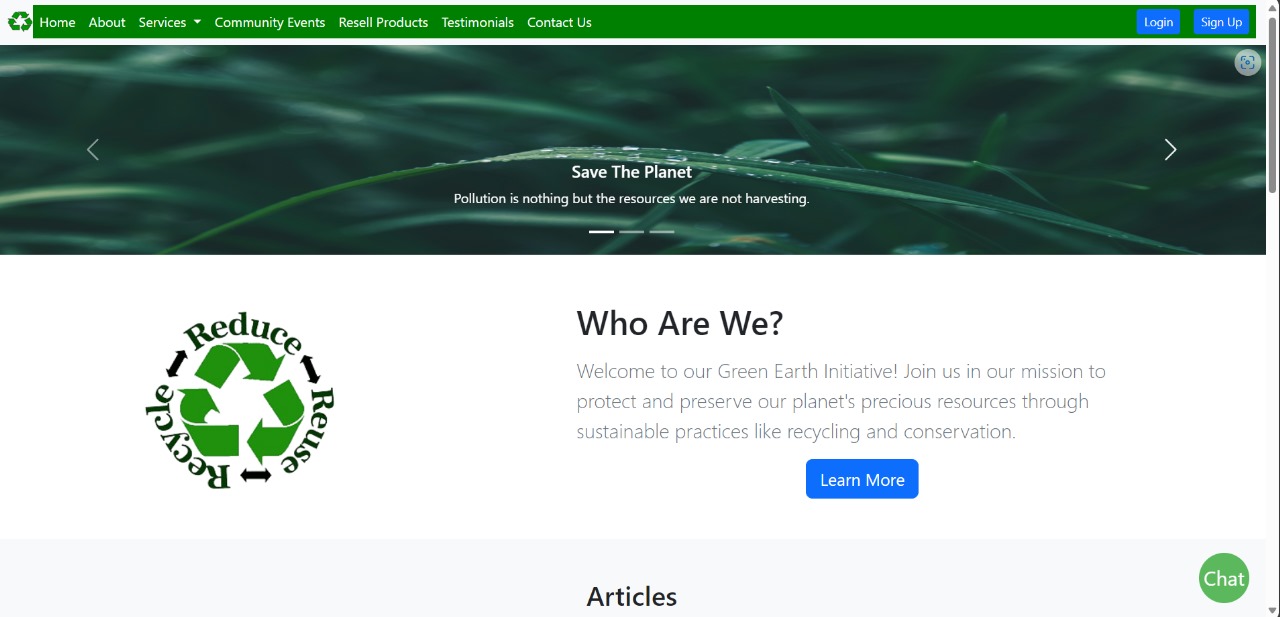 Home About Services Community Events Resell Products Testimonials Contact Us Login Sign Up
Save The Planet
Pollution is nothing but the resources we are not harvesting.
Reduce
Reuse
Recycle
Who Are We?
Welcome to our Green Earth Initiative! Join us in our mission to
protect and preserve our planet's precious resources through
sustainable practices like recycling and conservation.
Learn More
Chat
Articles